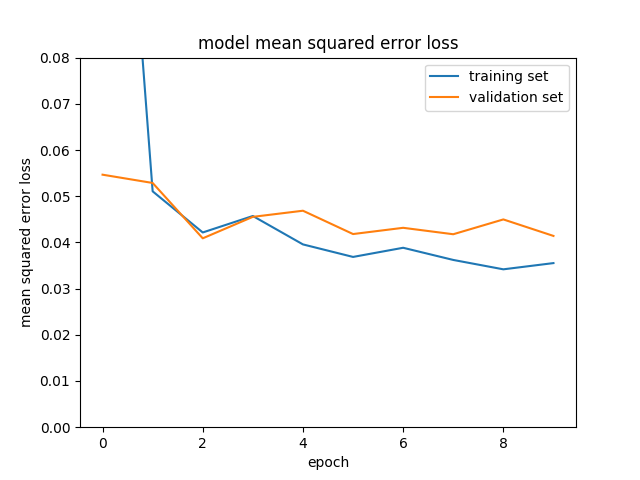 model mean squared error loss
training set
validation set
mean squared error loss
0.08
0.07
0.06
0.05
0.04
0.03
0.02
0.01
0.00
0 2 4 6 8
epoch